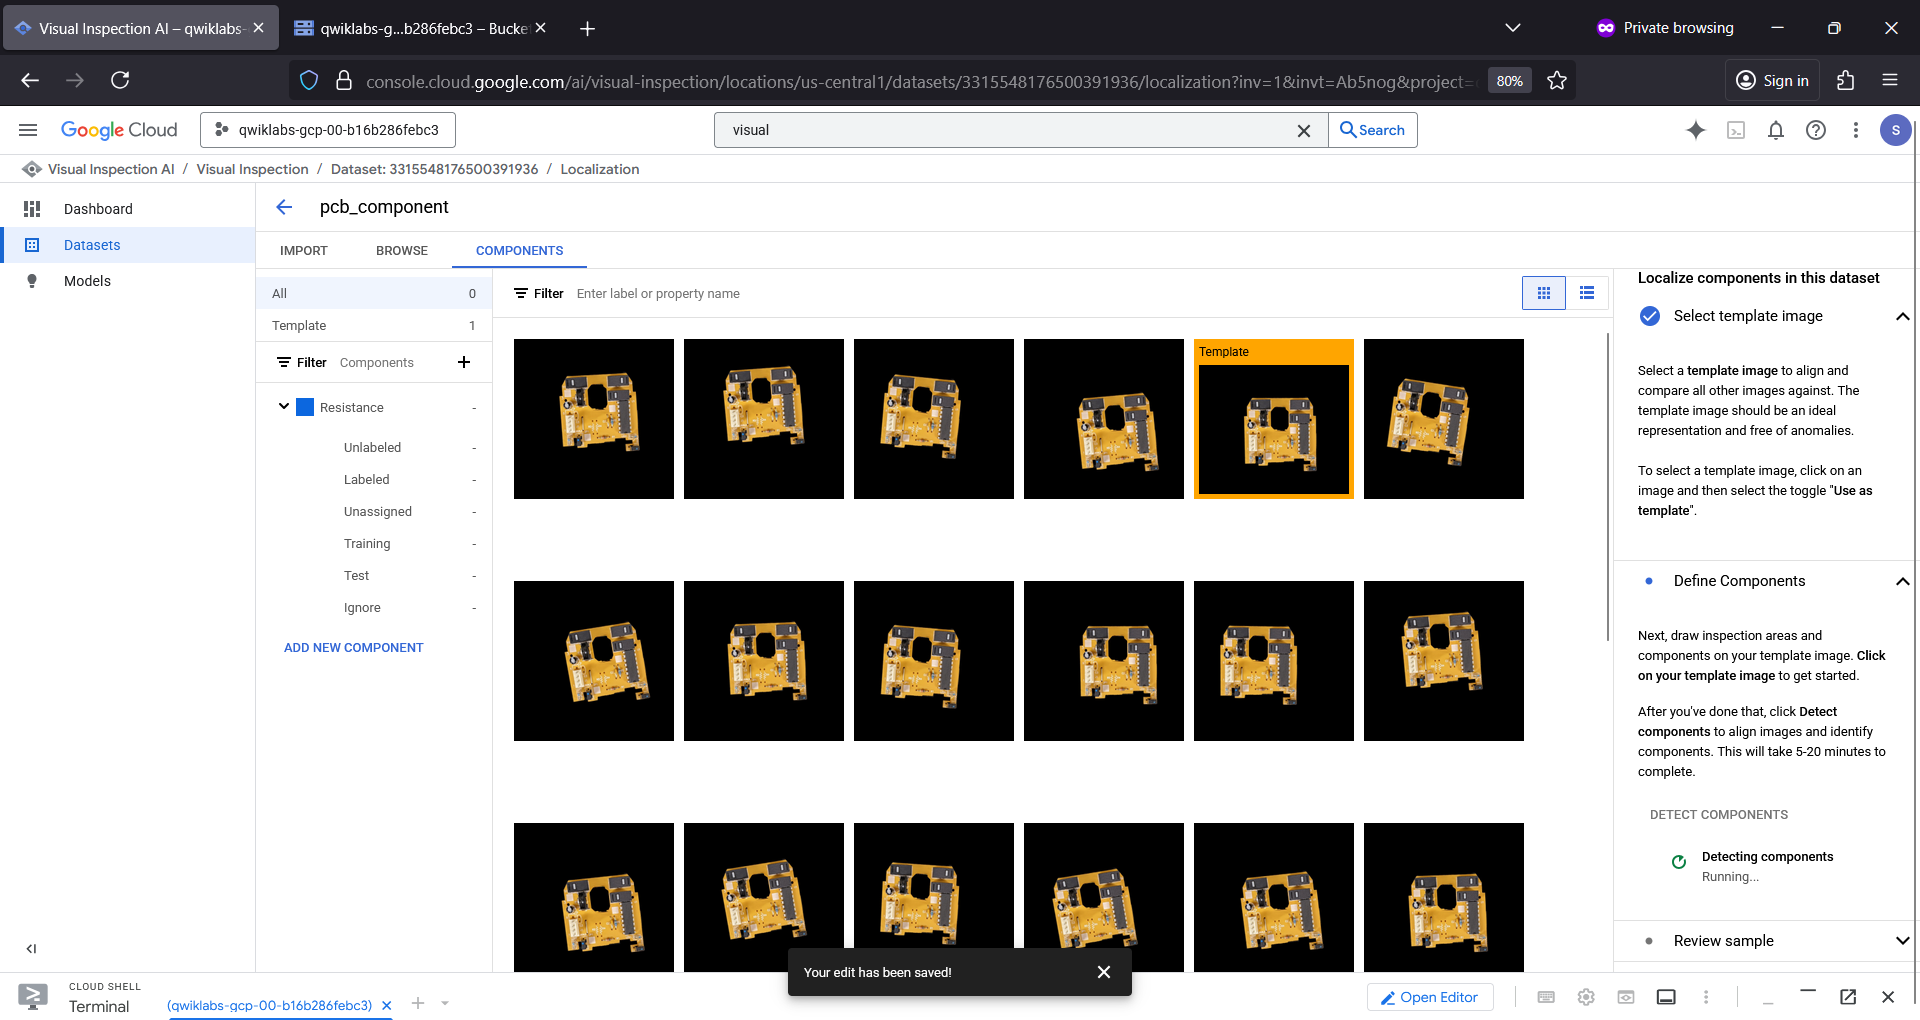 Visual Inspection AI – qwiklabs-
qwiklabs-g...b286febc3 – Bucke
Private browsing
console.cloud.google.com/ai/visual-inspection/locations/us-central1/datasets/3315548176500391936/localization?inv=1&invt=Ab5nog&project=
80%
Sign in
Google Cloud
qwiklabs-gcp-00-b16b286febc3
visual
Search
S
Visual Inspection AI / Visual Inspection / Dataset: 3315548176500391936 / Localization
Dashboard
Datasets
Models
pcb_component
IMPORT
BROWSE
COMPONENTS
All 0
Template 1
Filter Components
Resistance -
Unlabeled -
Labeled -
Unassigned -
Training -
Test -
Ignore -
ADD NEW COMPONENT
Filter Enter label or property name
Template
Localize components in this dataset
Select template image
Select a template image to align and
compare all other images against. The
template image should be an ideal
representation and free of anomalies.
To select a template image, click on an
image and then select the toggle "Use as
template".
Define Components
Next, draw inspection areas and
components on your template image. Click
on your template image to get started.
After you've done that, click Detect
components to align images and identify
components. This will take 5-20 minutes to
complete.
DETECT COMPONENTS
Detecting components
Running...
Review sample
Your edit has been saved!
CLOUD SHELL
Terminal
(qwiklabs-gcp-00-b16b286febc3)
Open Editor